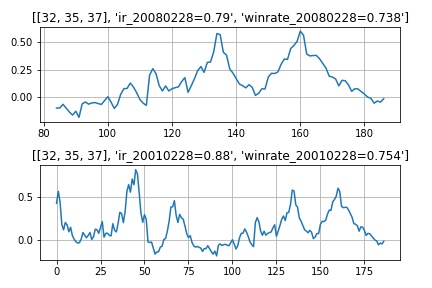 [[32, 35, 37], 'ir_20080228=0.79', 'winrate_20080228=0.738']
0.50
0.25
0.00
80 100 120 140 160 180
[[32, 35, 37], 'ir_20010228=0.88', 'winrate_20010228=0.754']
0.5
0.0
0 25 50 75 100 125 150 175